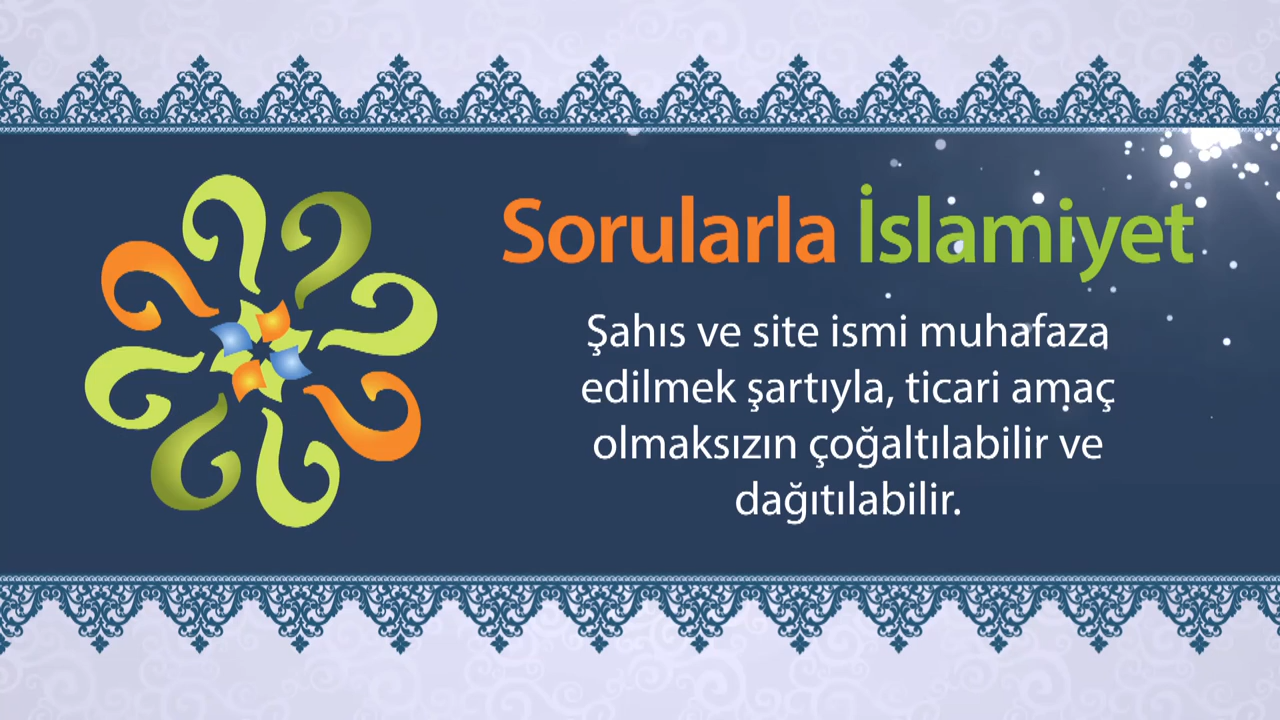 Sorularla İslamiyet
Şahıs ve site ismi muhafaza
edilmek şartıyla, ticari amaç
olmaksızın çoğaltılabilir ve
dağıtılabilir.